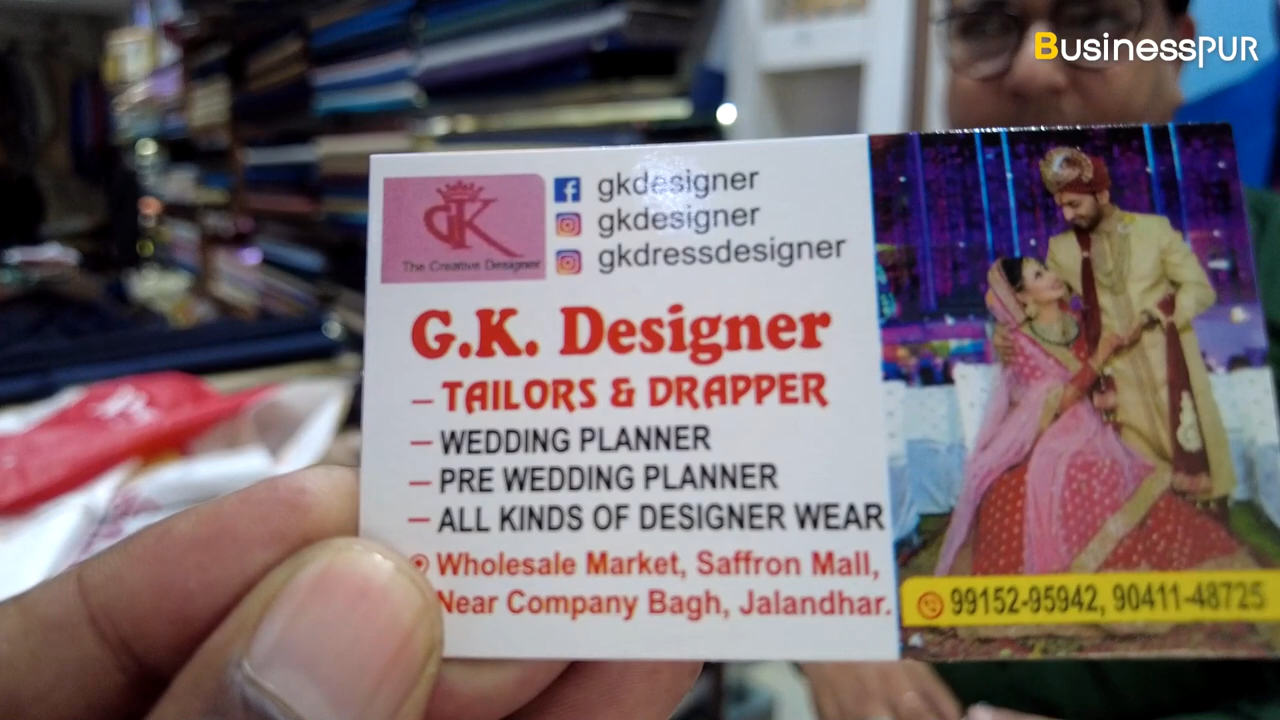 BUSINESSPUR
GK
The Creative Designer
gkdesigner
gkdesigner
gkdressdesigner
G.K. Designer
– TAILORS & DRAPPER
– WEDDING PLANNER
– PRE WEDDING PLANNER
– ALL KINDS OF DESIGNER WEAR
Wholesale Market, Saffron Mall,
Near Company Bagh, Jalandhar.
99152-95942, 90411-48725